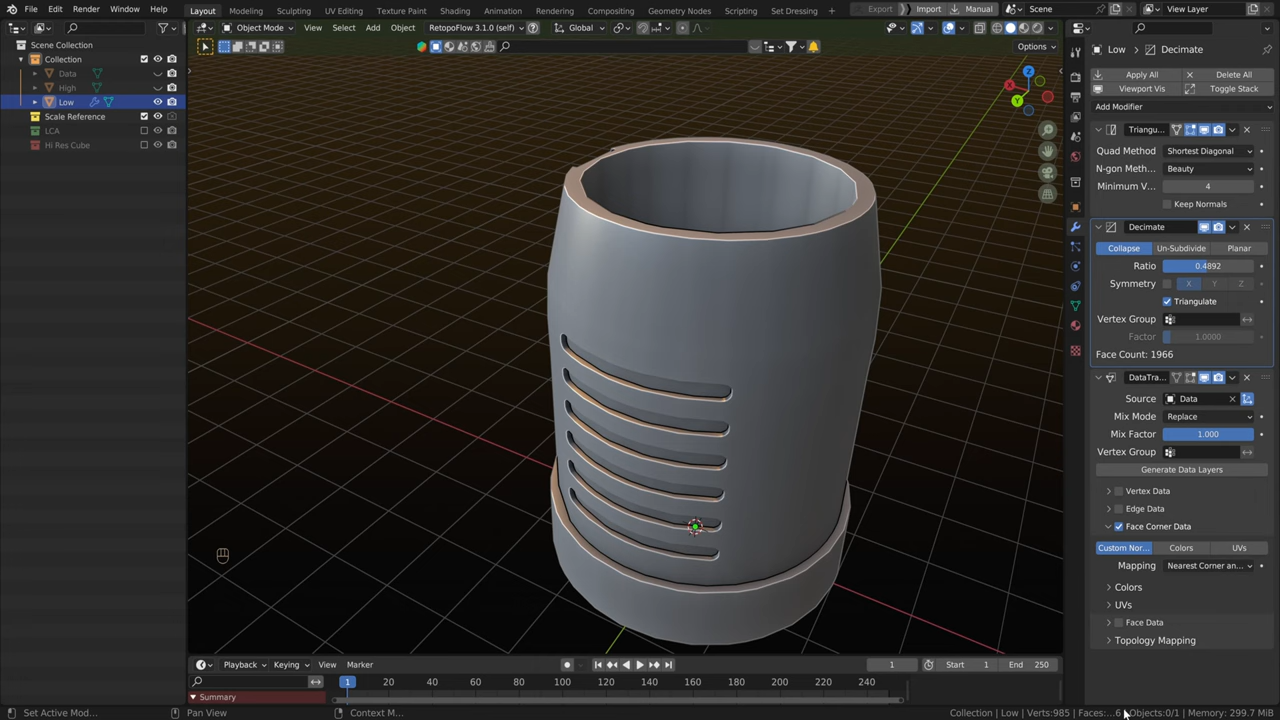 File Edit Render Window Help Layout Modeling Sculpting UV Editing Texture Paint Shading Animation Rendering Compositing Geometry Nodes Scripting Set Dressing + Export Import Manual Scene View Layer
Object Mode View Select Add Object RetopoFlow 3.1.0 (self) Global
Options
Scene Collection
Collection
Data
High
Low
Scale Reference
LCA
Hi Res Cube
X
Y
Z
Low > Decimate
Apply All Delete All
Viewport Vis Toggle Stack
Add Modifier
Triangu...
Quad Method Shortest Diagonal
N-gon Meth... Beauty
Minimum V... 4
Keep Normals
Decimate
Collapse Un-Subdivide Planar
Ratio 0.4892
Symmetry X Y Z
Triangulate
Vertex Group
Factor 1.0000
Face Count: 1966
DataTra...
Source Data
Mix Mode Replace
Mix Factor 1.000
Vertex Group
Generate Data Layers
Vertex Data
Edge Data
Face Corner Data
Custom Nor... Colors UVs
Mapping Nearest Corner an...
Colors
UVs
Face Data
Topology Mapping
Playback Keying View Marker 1 Start 1 End 250
1 20 40 60 80 100 120 140 160 180 200 220 240
Summary
Set Active Mod... Pan View Context M... Collection | Low | Verts:985 | Faces:...6 | Objects:0/1 | Memory: 299.7 MiB